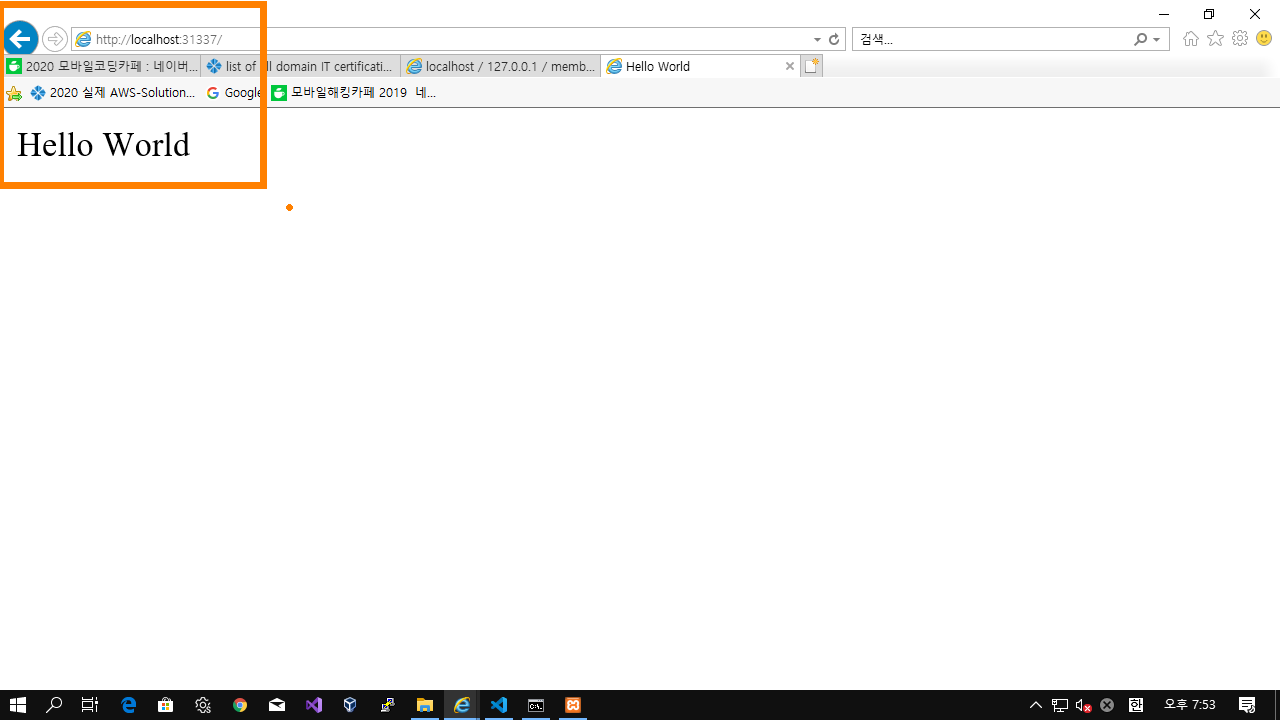 http://localhost:31337/
검색...
2020 모바일코딩카페 : 네이버...
list of all domain IT certificati...
localhost / 127.0.0.1 / memb...
Hello World
2020 실제 AWS-Solution...
Google
모바일해킹카페 2019 네...
Hello World
한
오후 7:53